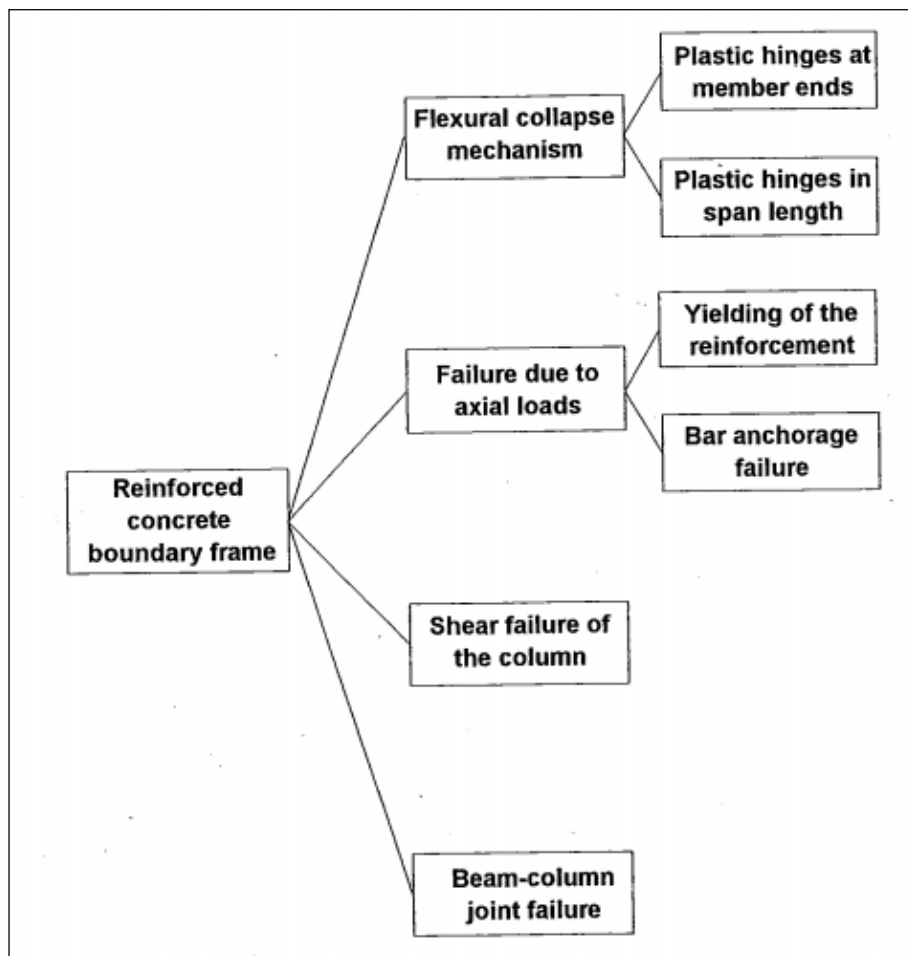 Plastic hinges at
member ends
Flexural collapse
mechanism
Plastic hinges in
span length
Yielding of the
reinforcement
Failure due to
axial loads
Bar anchorage
failure
Reinforced
concrete
boundary frame
Shear failure of
the column
Beam-column
joint failure